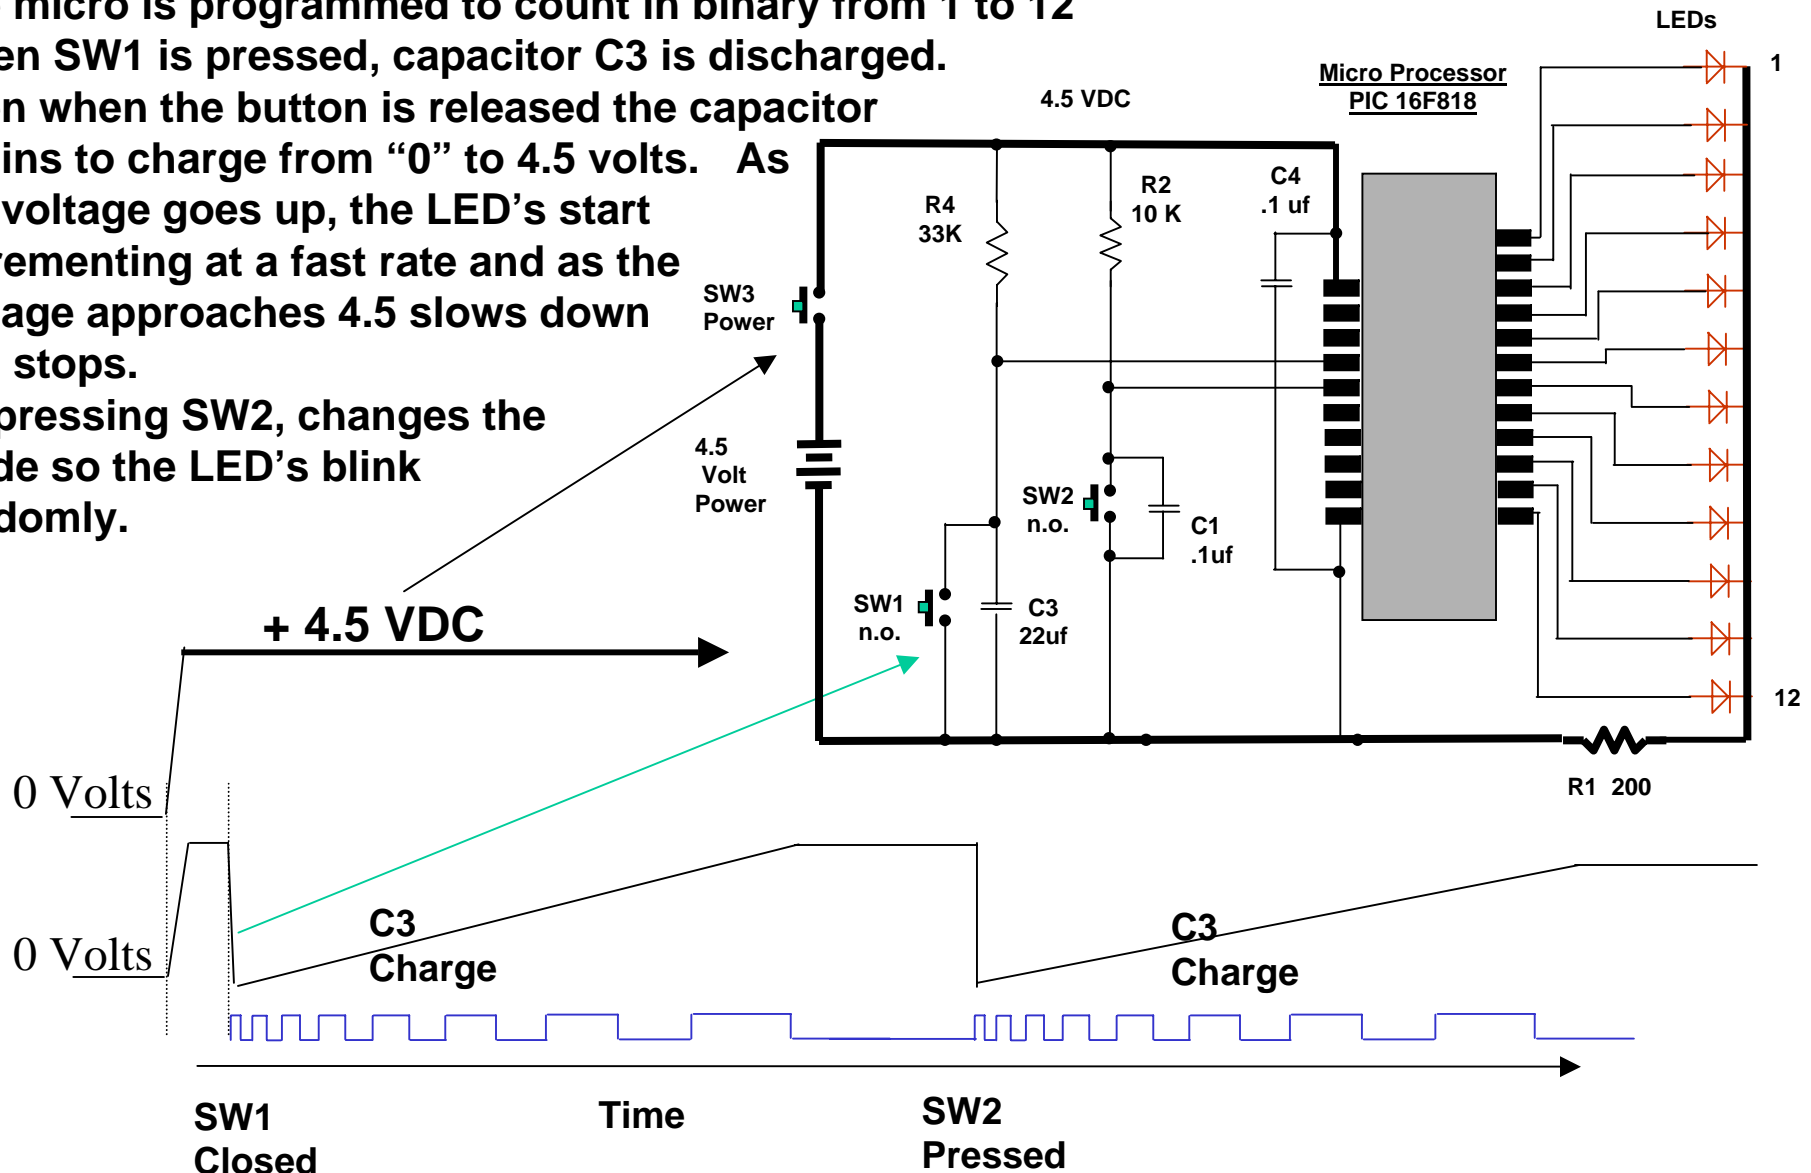 micro is programmed to count in binary from 1 to 12
en SW1 is pressed, capacitor C3 is discharged.
n when the button is released the capacitor
ins to charge from “0” to 4.5 volts. As
voltage goes up, the LED’s start
rementing at a fast rate and as the
age approaches 4.5 slows down
stops.
pressing SW2, changes the
de so the LED’s blink
domly.
LEDs
1
12
Micro Processor
PIC 16F818
4.5 VDC
C4
.1 uf
R2
10 K
R4
33K
SW3
Power
4.5
Volt
Power
SW2
n.o.
C1
.1uf
SW1
n.o.
C3
22uf
R1 200
+ 4.5 VDC
0 Volts
0 Volts
C3
Charge
C3
Charge
SW1
Closed
Time
SW2
Pressed